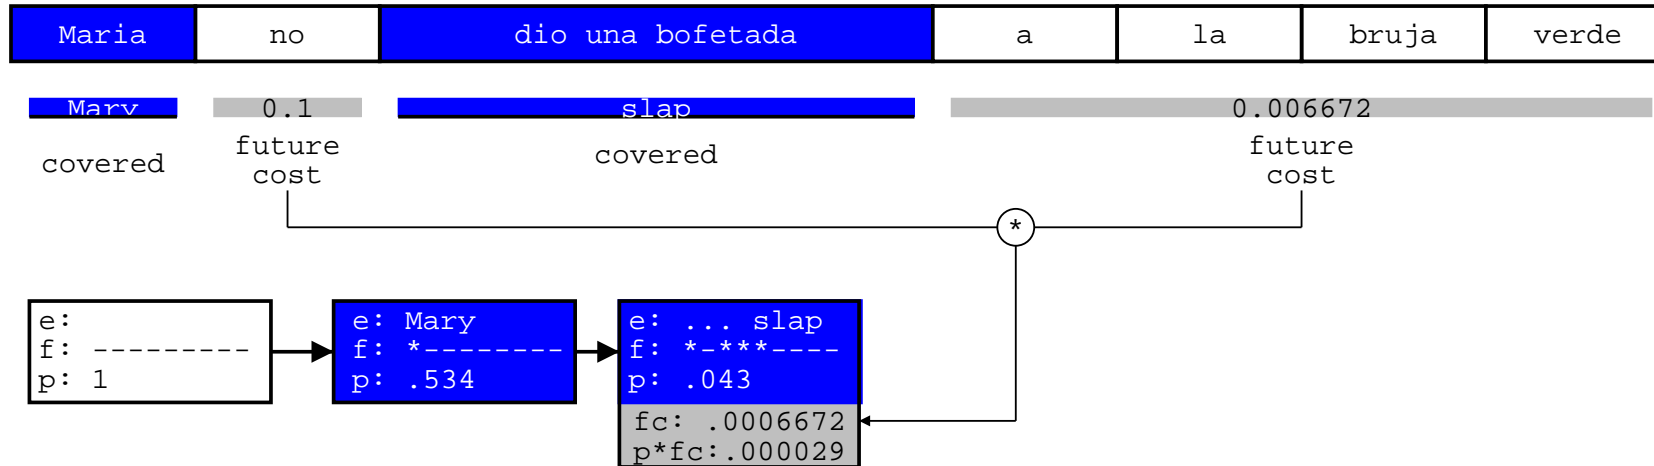 Maria no dio una bofetada a la bruja verde
Mary 0.1 slap 0.006672
covered future cost covered future cost
*
e:
f: ---------
p: 1
e: Mary
f: *--------
p: .534
e: ... slap
f: *-***----
p: .043
fc: .0006672
p*fc:.000029